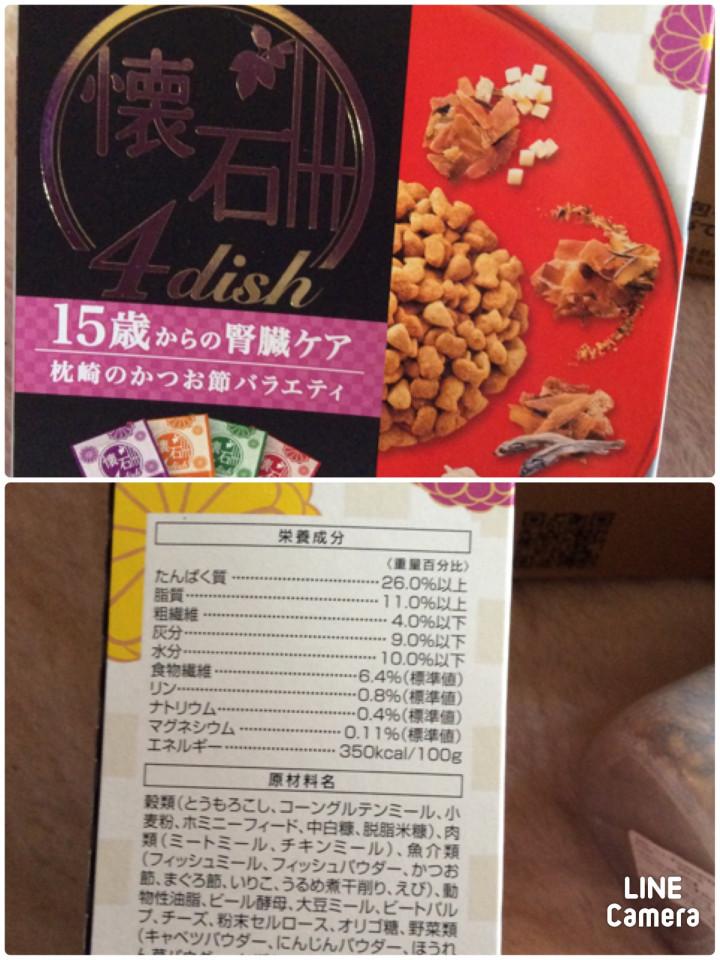 懐石
4dish
15歳からの腎臓ケア
枕崎のかつお節バラエティ
懐石
懐石
懐石
栄養成分
(重量百分比)
たんぱく質 26.0%以上
脂質 11.0%以上
粗繊維 4.0%以下
灰分 9.0%以下
水分 10.0%以下
食物繊維 6.4%(標準値)
リン 0.8%(標準値)
ナトリウム 0.4%(標準値)
マグネシウム 0.11%(標準値)
エネルギー 350kcal/100g
原材料名
穀類(とうもろこし、コーングルテンミール、小
麦粉、ホミニーフィード、中白糠、脱脂米糠)、肉
類(ミートミール、チキンミール)、魚介類
(フィッシュミール、フィッシュパウダー、かつお
節、まぐろ節、いりこ、うるめ煮干削り、えび)、動
物性油脂、ビール酵母、大豆ミール、ビートパル
プ、チーズ、粉末セルロース、オリゴ糖、野菜類
(キャベツパウダー、にんじんパウダー、ほうれ
LINE
Camera